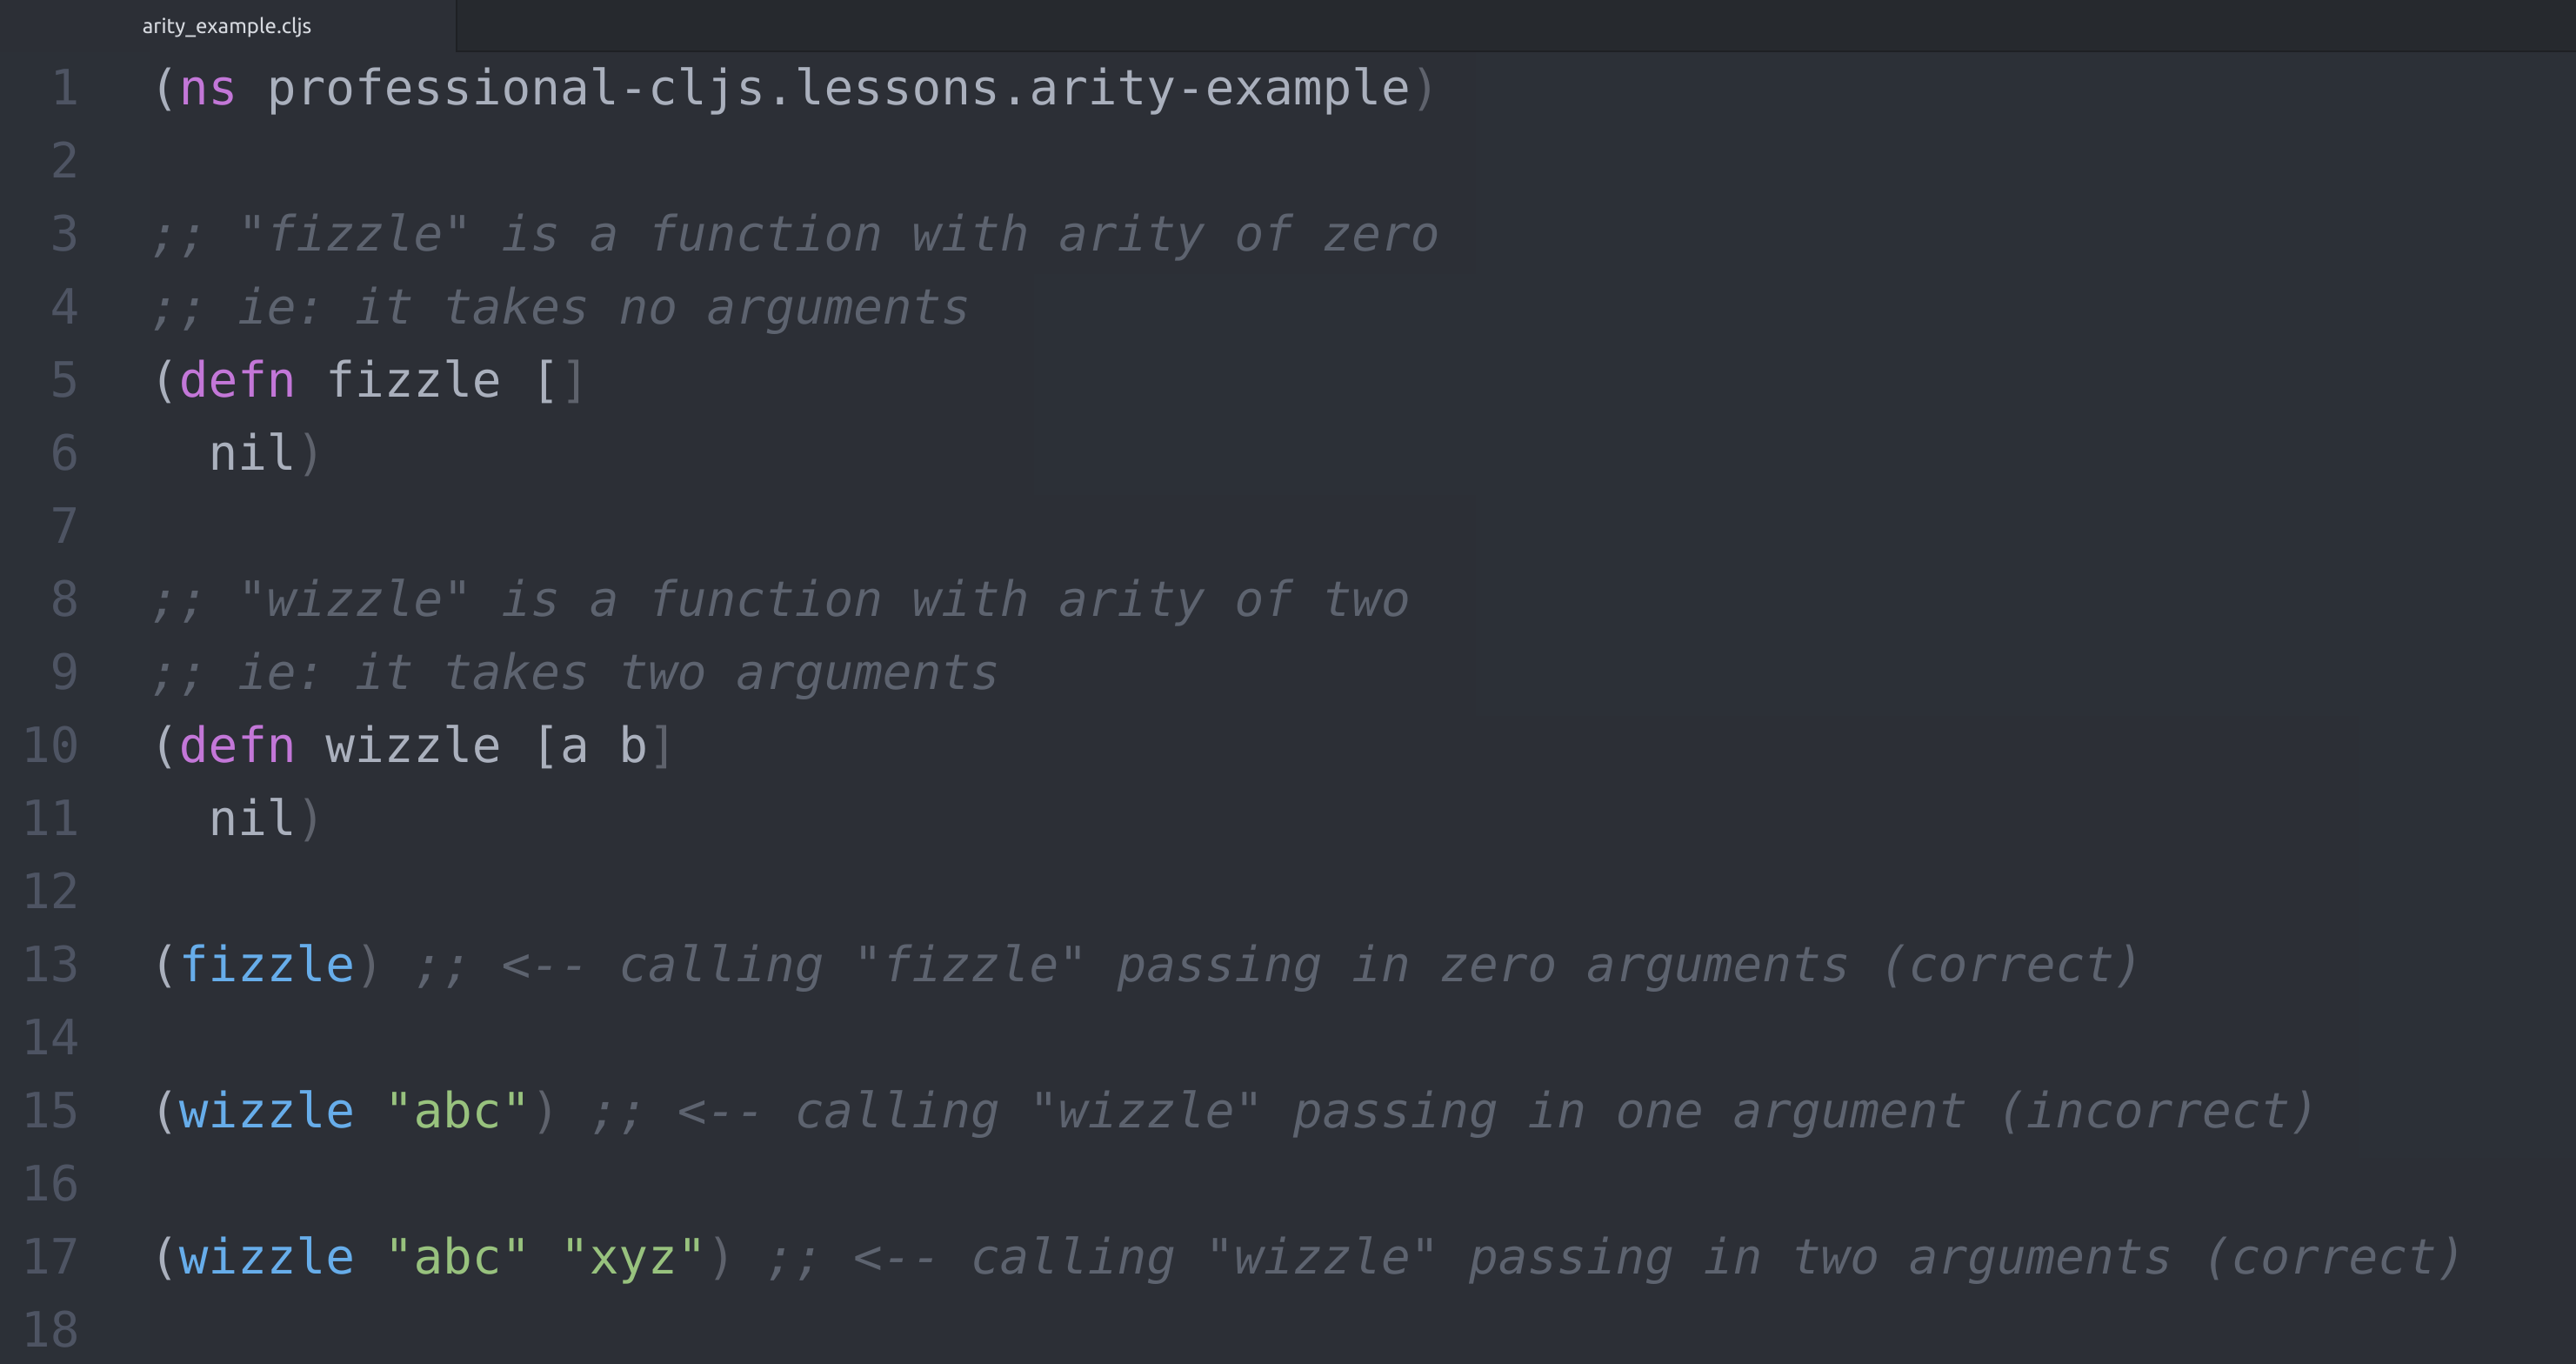 arity_example.cljs
1 (ns professional-cljs.lessons.arity-example)
2
3 ;; "fizzle" is a function with arity of zero
4 ;; ie: it takes no arguments
5 (defn fizzle []
6   nil)
7
8 ;; "wizzle" is a function with arity of two
9 ;; ie: it takes two arguments
10 (defn wizzle [a b]
11   nil)
12
13 (fizzle) ;; <-- calling "fizzle" passing in zero arguments (correct)
14
15 (wizzle "abc") ;; <-- calling "wizzle" passing in one argument (incorrect)
16
17 (wizzle "abc" "xyz") ;; <-- calling "wizzle" passing in two arguments (correct)
18